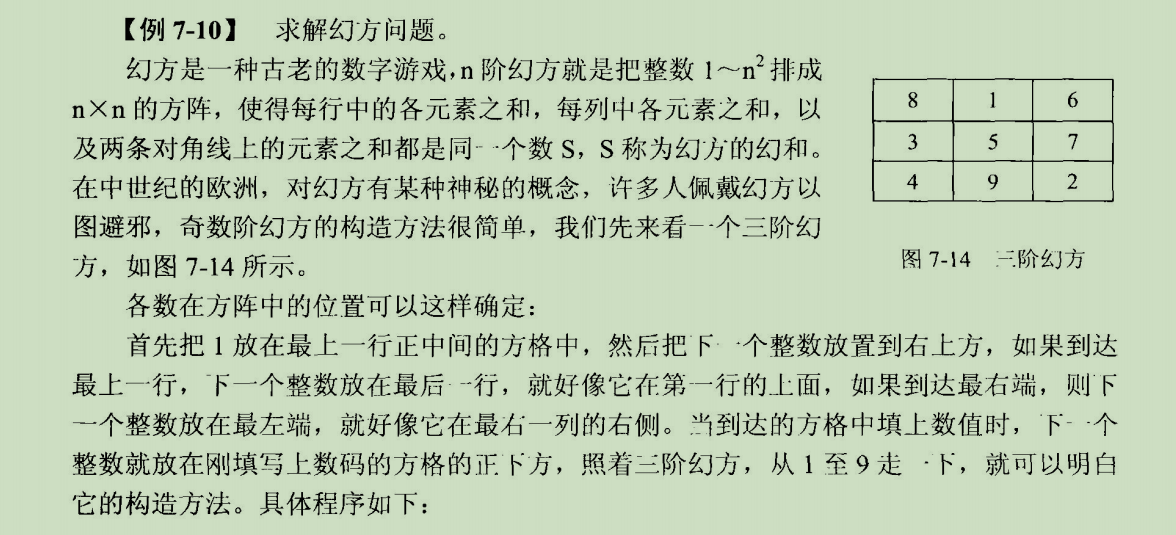 【例 7-10】 求解幻方问题。
幻方是一种古老的数字游戏,n 阶幻方就是把整数 1～n² 排成
n×n 的方阵，使得每行中的各元素之和，每列中各元素之和，以
及两条对角线上的元素之和都是同一个数 S，S 称为幻方的幻和。
在中世纪的欧洲，对幻方有某种神秘的概念，许多人佩戴幻方以
图避邪，奇数阶幻方的构造方法很简单，我们先来看一个三阶幻
方，如图 7-14 所示。
8 1 6
3 5 7
4 9 2
图 7-14 三阶幻方
各数在方阵中的位置可以这样确定：
首先把 1 放在最上一行正中间的方格中，然后把下一个整数放置到右上方，如果到达
最上一行，下一个整数放在最后一行，就好像它在第一行的上面，如果到达最右端，则下
一个整数放在最左端，就好像它在最右一列的右侧。当到达的方格中填上数值时，下一个
整数就放在刚填写上数码的方格的正下方，照着三阶幻方，从 1 至 9 走一下，就可以明白
它的构造方法。具体程序如下：